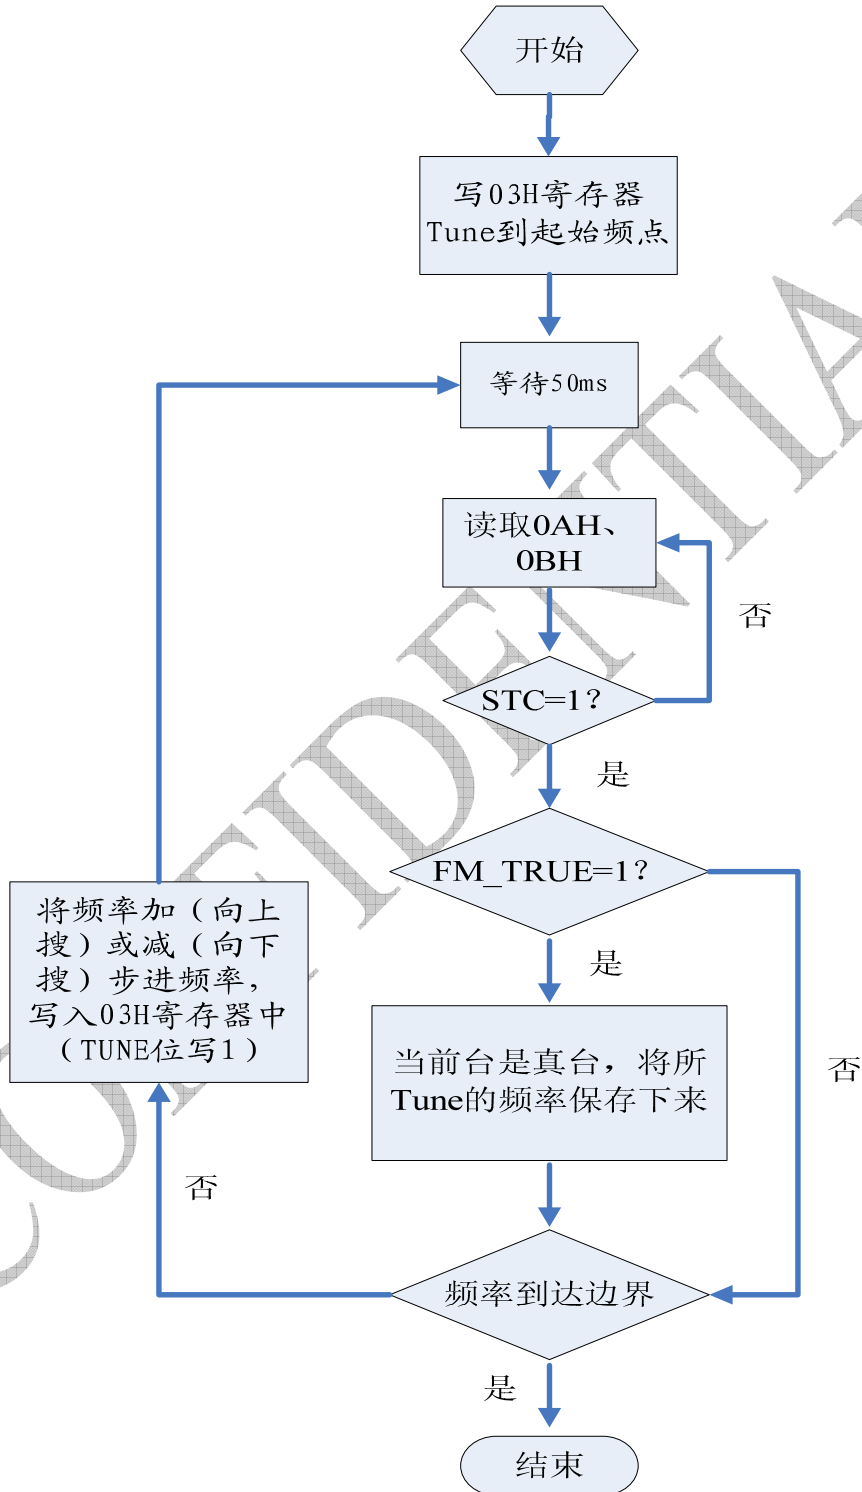 开始
写03H寄存器
Tune到起始频点
等待50ms
读取0AH、
0BH
否
STC=1?
是
FM_TRUE=1?
将频率加（向上
搜）或减（向下
搜）步进频率，
写入03H寄存器中
（TUNE位写1）
是
当前台是真台，将所
Tune的频率保存下来
否
否
频率到达边界
是
结束